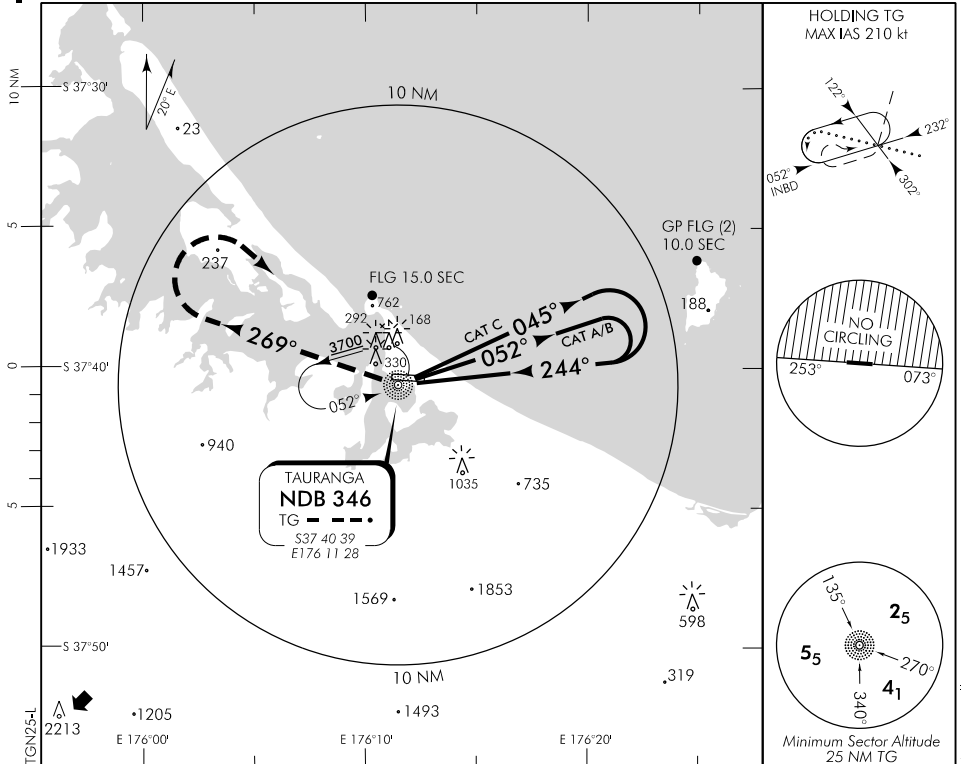 HOLDING TG
MAX IAS 210 kt
10 NM
S 37°30'
20° E
23
10 NM
122°
232°
052°
INBD
302°
5
237
GP FLG (2)
10.0 SEC
FLG 15.0 SEC
762
188
292
168
CAT C
045°
3700
269°
052°
CAT A/B
330
0
S 37°40'
244°
052°
NO
CIRCLING
253°
073°
940
TAURANGA
NDB 346
TG
S37 40 39
E176 11 28
1035
735
5
1933
1457
1569
1853
598
135°
25
55
270°
41
340°
S 37°50'
10 NM
319
2213
1205
1493
TGN25-L
E 176°00'
E 176°10'
E 176°20'
Minimum Sector Altitude
25 NM TG